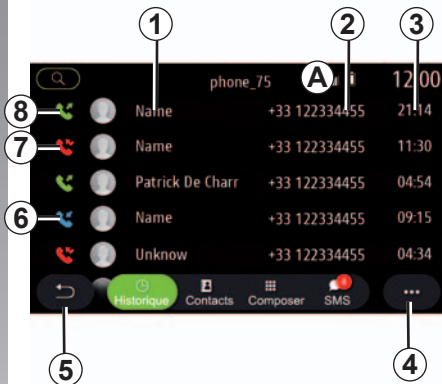 1 2 3
phone_75 A 12:00
8 Name +33 122334455 21:14
7 Name +33 122334455 11:30
Patrick De Charr +33 122334455 04:54
6 Name +33 122334455 09:15
Unknow +33 122334455 04:34
Historique Contacts Composer SMS ...
5 4